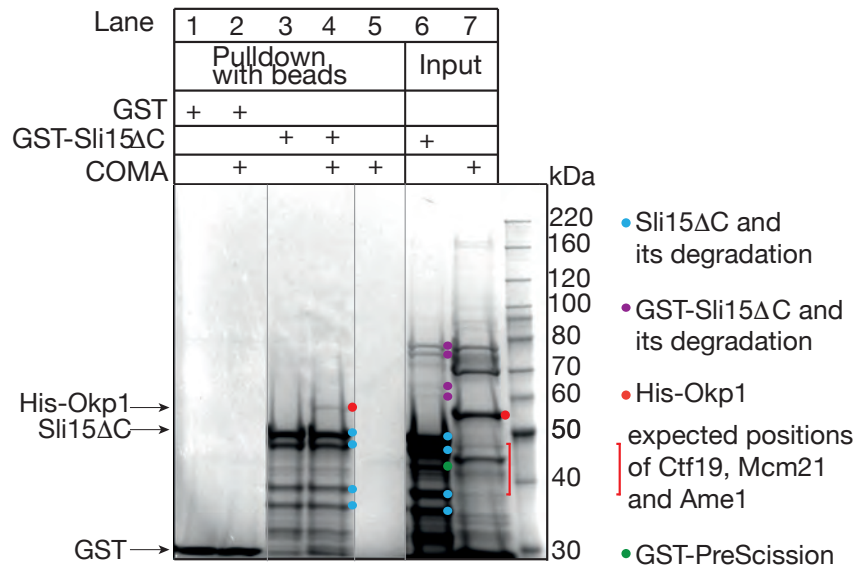 Lane 1 2 3 4 5 6 7
Pulldown with beads
Input
GST + +
GST-Sli15ΔC + + +
COMA + + + +
kDa
220
160
120
100
80
70
60
50
40
30
His-Okp1
Sli15ΔC
GST
Sli15ΔC and
its degradation
GST-Sli15ΔC and
its degradation
His-Okp1
expected positions
of Ctf19, Mcm21
and Ame1
GST-PreScission